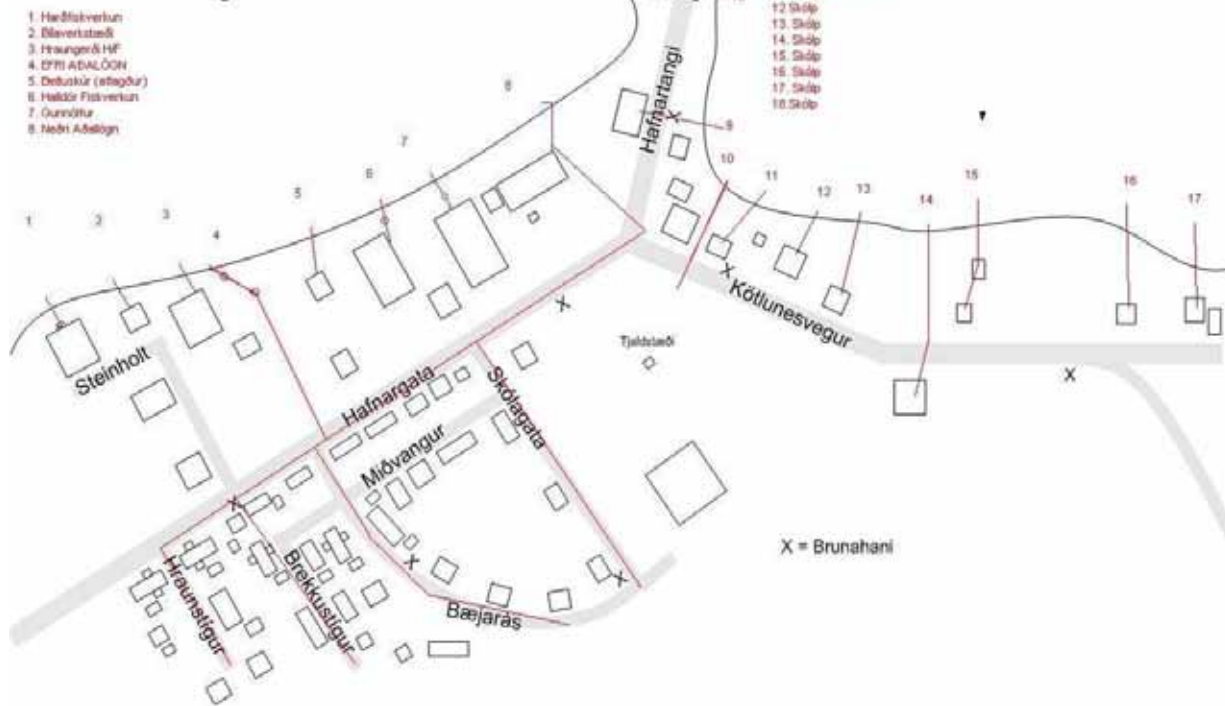 1. Harðfiskverkun
2. Bílaverkstæði
3. Hraungerði H/F
4. EFRI AÐALÖGN
5. Beituskúr (aflagður)
6. Halldór Fiskverkun
7. Gunnólfur
8. Neðri Aðallögn
12 Skólp
13. Skólp
14. Skólp
15. Skólp
16. Skólp
17. Skólp
18 Skólp
Hafnartangi
8
9
7
10
6
11
12
13
14
15
16
17
5
4
3
2
1
Kötlunesvegur
Tjaldstæði
Steinholt
Hafnargata
Skólagata
Miðvangur
X = Brunahani
Hraunstígur
Brekkustígur
Bæjarás
X
X
X
X
X
X
X